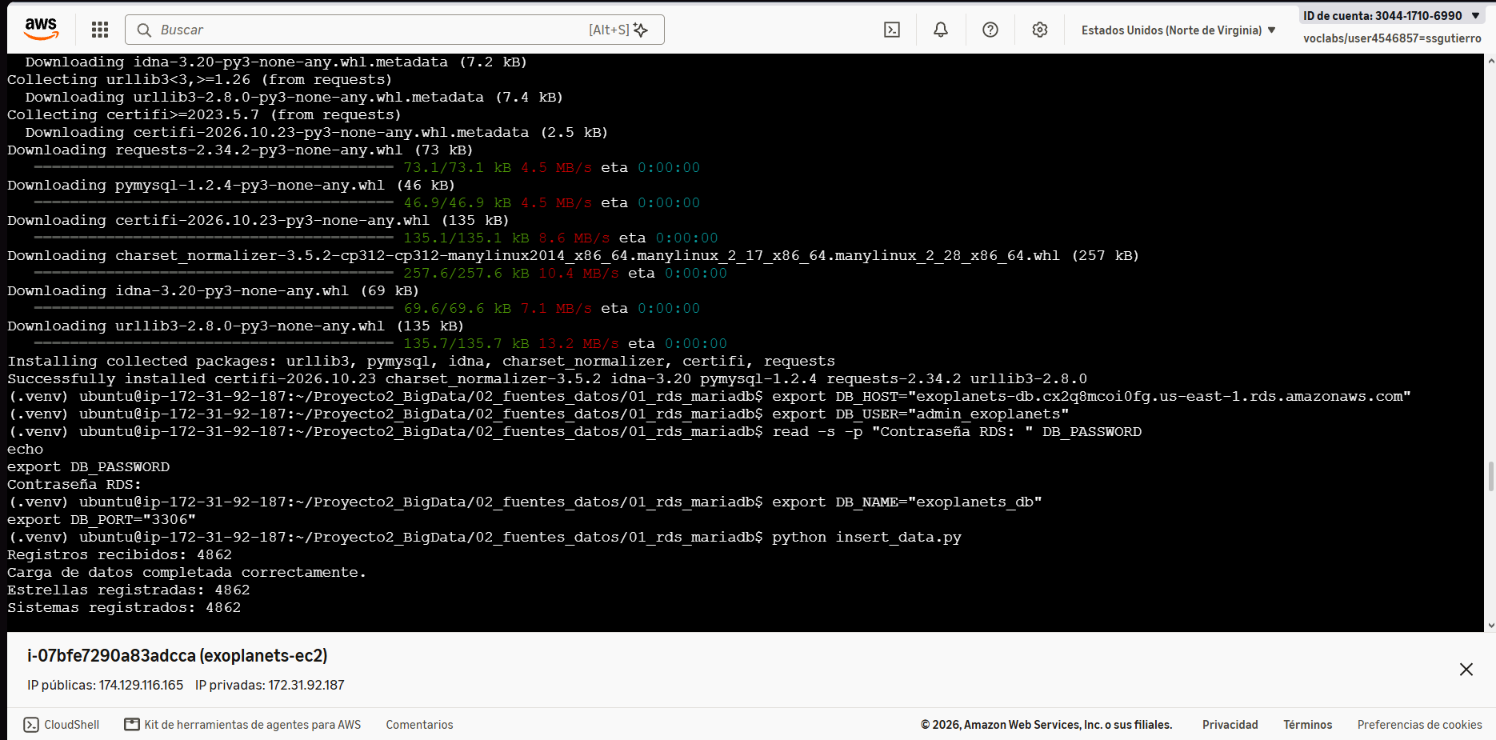 aws
Buscar
[Alt+S]
Estados Unidos (Norte de Virginia) ▼
ID de cuenta: 3044-1710-6990 ▼
voclabs/user4546857=ssgutierro
Downloading idna-3.20-py3-none-any.whl.metadata (7.2 kB)
Collecting urllib3<3,>=1.26 (from requests)
Downloading urllib3-2.8.0-py3-none-any.whl.metadata (7.4 kB)
Collecting certifi>=2023.5.7 (from requests)
Downloading certifi-2026.10.23-py3-none-any.whl.metadata (2.5 kB)
Downloading requests-2.34.2-py3-none-any.whl (73 kB)
73.1/73.1 kB 4.5 MB/s eta 0:00:00
Downloading pymysql-1.2.4-py3-none-any.whl (46 kB)
46.9/46.9 kB 4.5 MB/s eta 0:00:00
Downloading certifi-2026.10.23-py3-none-any.whl (135 kB)
135.1/135.1 kB 8.6 MB/s eta 0:00:00
Downloading charset_normalizer-3.5.2-cp312-cp312-manylinux2014_x86_64.manylinux_2_17_x86_64.manylinux_2_28_x86_64.whl (257 kB)
257.6/257.6 kB 10.4 MB/s eta 0:00:00
Downloading idna-3.20-py3-none-any.whl (69 kB)
69.6/69.6 kB 7.1 MB/s eta 0:00:00
Downloading urllib3-2.8.0-py3-none-any.whl (135 kB)
135.7/135.7 kB 13.2 MB/s eta 0:00:00
Installing collected packages: urllib3, pymysql, idna, charset_normalizer, certifi, requests
Successfully installed certifi-2026.10.23 charset_normalizer-3.5.2 idna-3.20 pymysql-1.2.4 requests-2.34.2 urllib3-2.8.0
(.venv) ubuntu@ip-172-31-92-187:~/Proyecto2_BigData/02_fuentes_datos/01_rds_mariadb$ export DB_HOST="exoplanets-db.cx2q8mcoi0fg.us-east-1.rds.amazonaws.com"
(.venv) ubuntu@ip-172-31-92-187:~/Proyecto2_BigData/02_fuentes_datos/01_rds_mariadb$ export DB_USER="admin_exoplanets"
(.venv) ubuntu@ip-172-31-92-187:~/Proyecto2_BigData/02_fuentes_datos/01_rds_mariadb$ read -s -p "Contraseña RDS: " DB_PASSWORD
echo
export DB_PASSWORD
Contraseña RDS:
(.venv) ubuntu@ip-172-31-92-187:~/Proyecto2_BigData/02_fuentes_datos/01_rds_mariadb$ export DB_NAME="exoplanets_db"
export DB_PORT="3306"
(.venv) ubuntu@ip-172-31-92-187:~/Proyecto2_BigData/02_fuentes_datos/01_rds_mariadb$ python insert_data.py
Registros recibidos: 4862
Carga de datos completada correctamente.
Estrellas registradas: 4862
Sistemas registrados: 4862
i-07bfe7290a83adcca (exoplanets-ec2)
IP públicas: 174.129.116.165 IP privadas: 172.31.92.187
CloudShell Kit de herramientas de agentes para AWS Comentarios © 2026, Amazon Web Services, Inc. o sus filiales. Privacidad Términos Preferencias de cookies